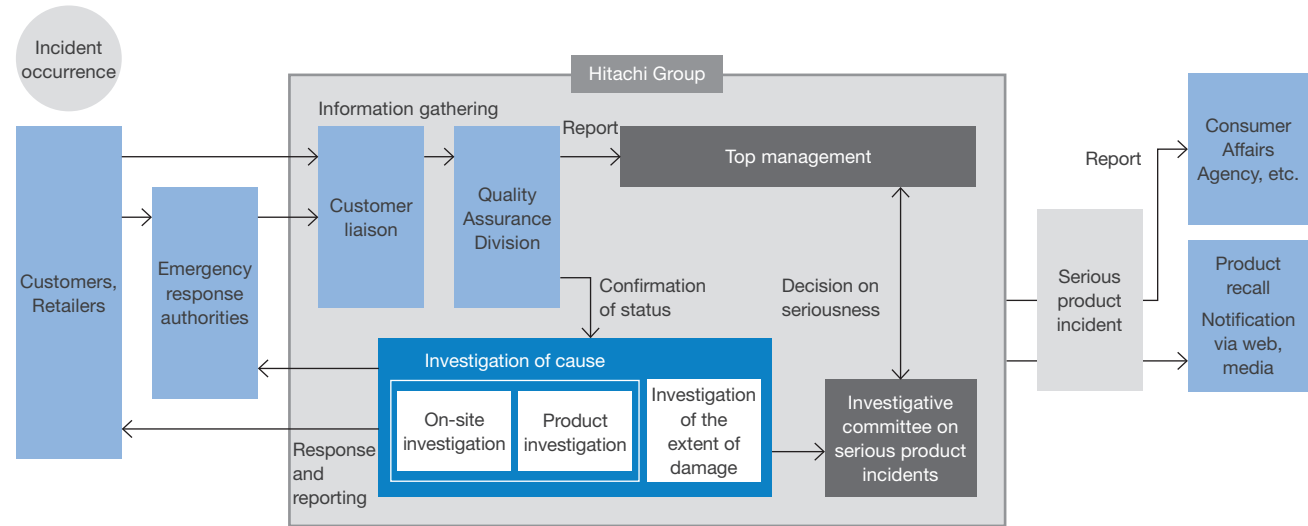 Incident
occurrence
Hitachi Group
Information gathering
Report
Top management
Customer
liaison
Quality
Assurance
Division
Customers,
Retailers
Emergency
response
authorities
Confirmation
of status
Decision on
seriousness
Investigation of cause
On-site
investigation
Product
investigation
Investigation
of the
extent of
damage
Investigative
committee on
serious product
incidents
Response
and
reporting
Serious
product
incident
Report
Consumer
Affairs
Agency, etc.
Product
recall
Notification
via web,
media